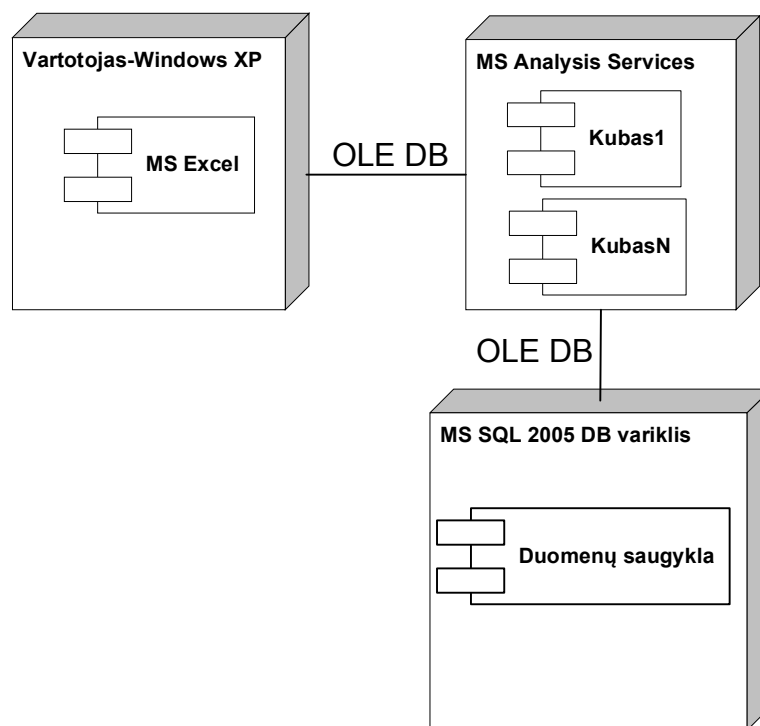 Vartotojas-Windows XP
MS Excel
OLE DB
MS Analysis Services
Kubas1
KubasN
OLE DB
MS SQL 2005 DB variklis
Duomenų saugykla